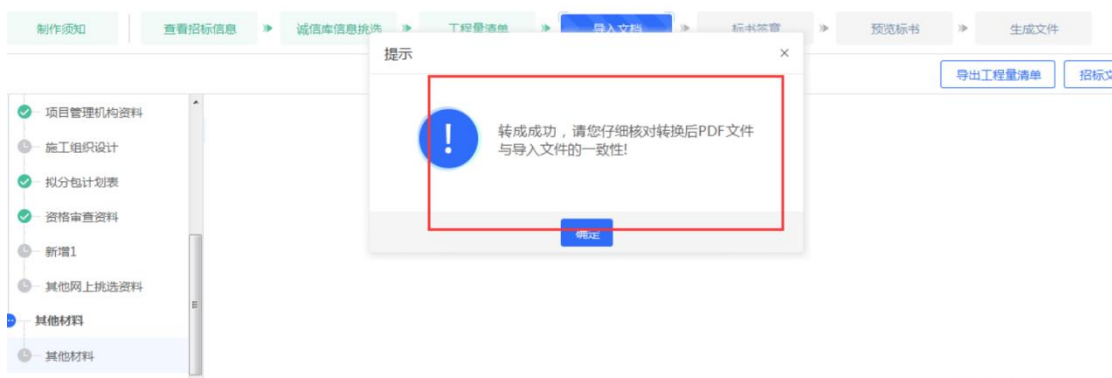 制作须知
查看招标信息
诚信库信息挑选
工程量清单
导入文档
标书签章
预览标书
生成文件
提示
导出工程量清单
招标文
项目管理机构资料
施工组织设计
拟分包计划表
资格审查资料
新增1
其他网上挑选资料
其他材料
其他材料
转成成功，请您仔细核对转换后PDF文件
与导入文件的一致性!
确定